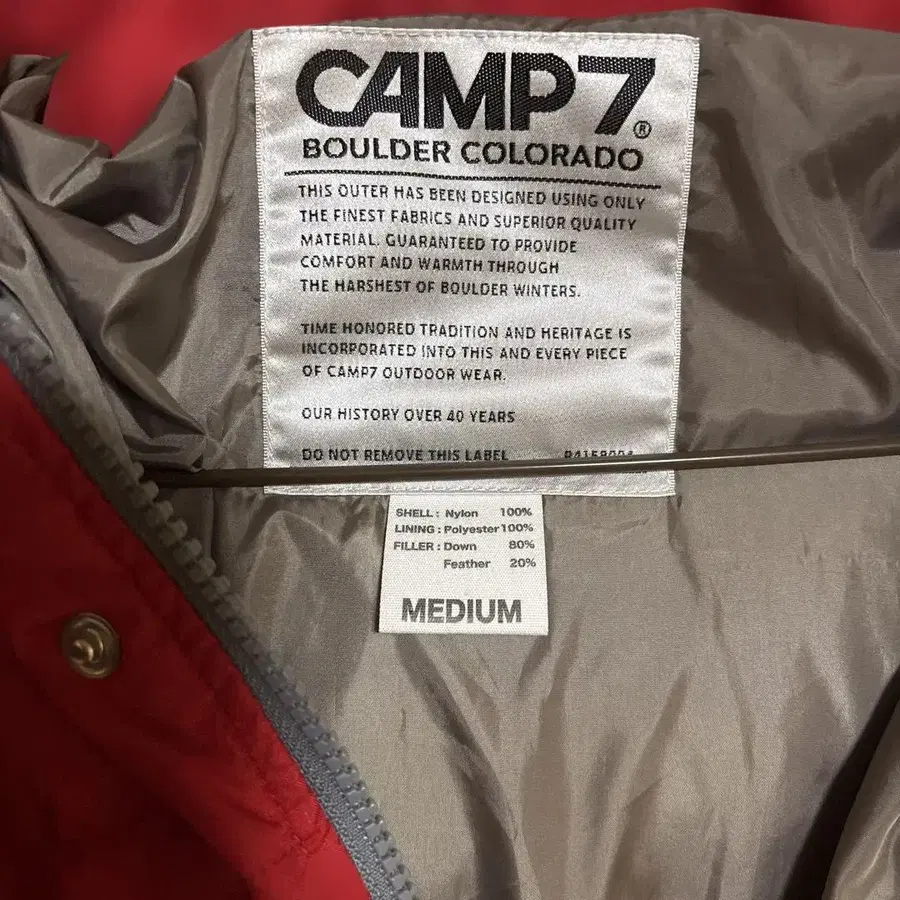 CAMP7®
BOULDER COLORADO
THIS OUTER HAS BEEN DESIGNED USING ONLY
THE FINEST FABRICS AND SUPERIOR QUALITY
MATERIAL. GUARANTEED TO PROVIDE
COMFORT AND WARMTH THROUGH
THE HARSHEST OF BOULDER WINTERS.
TIME HONORED TRADITION AND HERITAGE IS
INCORPORATED INTO THIS AND EVERY PIECE
OF CAMP7 OUTDOOR WEAR.
OUR HISTORY OVER 40 YEARS
DO NOT REMOVE THIS LABEL
SHELL : Nylon 100%
LINING : Polyester 100%
FILLER : Down 80%
Feather 20%
MEDIUM